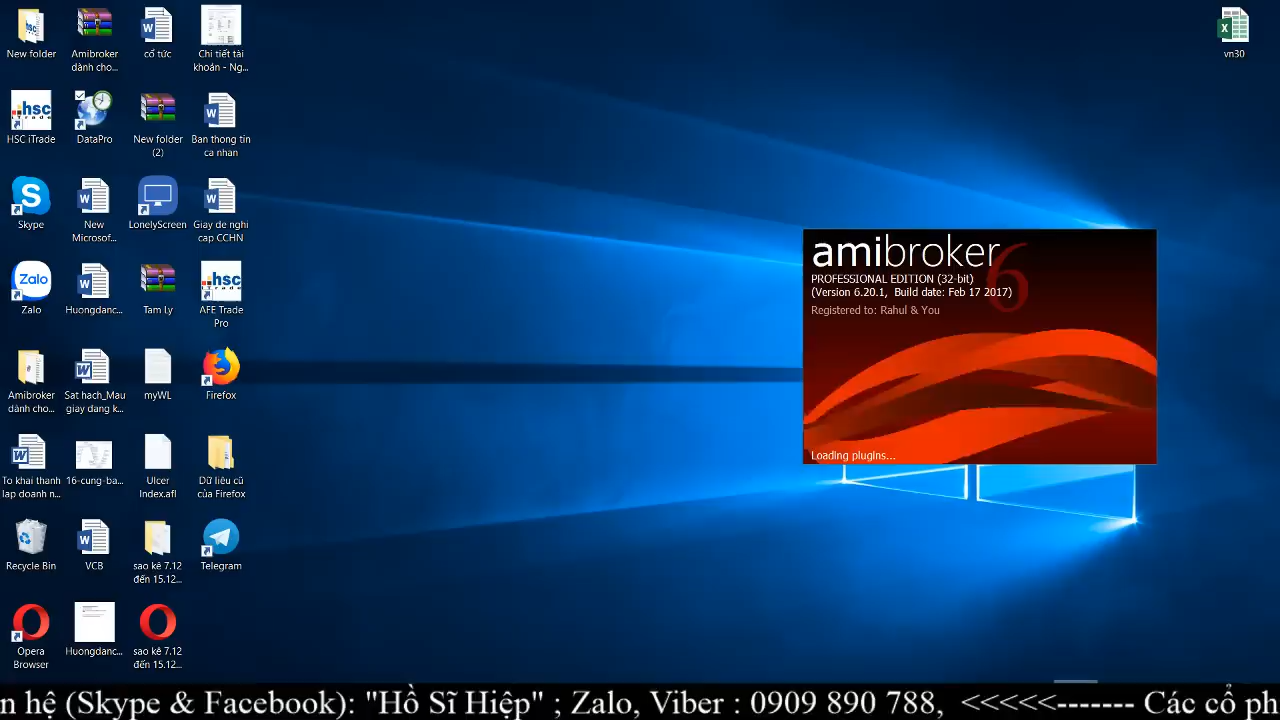 New folder
Amibroker
dành cho...
cổ tức
Chi tiết tài
khoản - Ng...
vn30
HSC iTrade
DataPro
New folder
(2)
Ban thong tin
ca nhan
Skype
New
Microsof...
LonelyScreen
Giay de nghi
cap CCHN
Zalo
Huongdanc...
Tam Ly
AFE Trade
Pro
Amibroker
dành cho...
Sat hach_Mau
giay dang k...
myWL
Firefox
To khai thanh
lap doanh n...
16-cung-ba...
Ulcer
Index.afl
Dữ liệu cũ
của Firefox
Recycle Bin
VCB
sao kê 7.12
đến 15.12...
Telegram
Opera
Browser
Huongdanc...
sao kê 7.12
đến 15.12...
amibroker
6
PROFESSIONAL EDITION (32-bit)
(Version 6.20.1, Build date: Feb 17 2017)
Registered to: Rahul & You
Loading plugins...
n hệ (Skype & Facebook): "Hồ Sĩ Hiệp" ; Zalo, Viber : 0909 890 788, <<<<<------- Các cổ ph